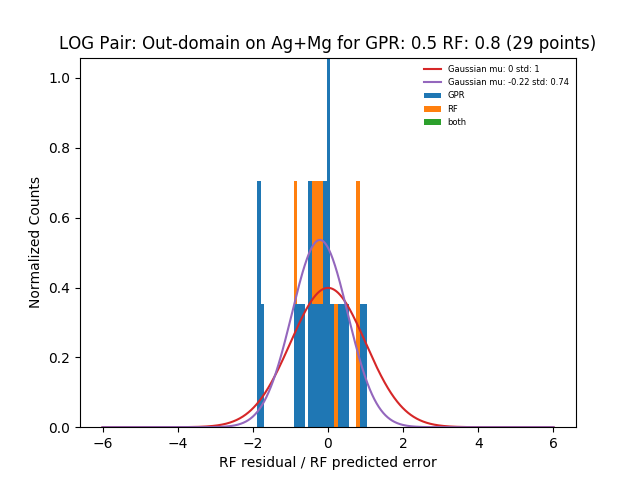 LOG Pair: Out-domain on Ag+Mg for GPR: 0.5 RF: 0.8 (29 points)
Gaussian mu: 0 std: 1
Gaussian mu: -0.22 std: 0.74
GPR
RF
both
Normalized Counts
1.0
0.8
0.6
0.4
0.2
0.0
−6 −4 −2 0 2 4 6
RF residual / RF predicted error